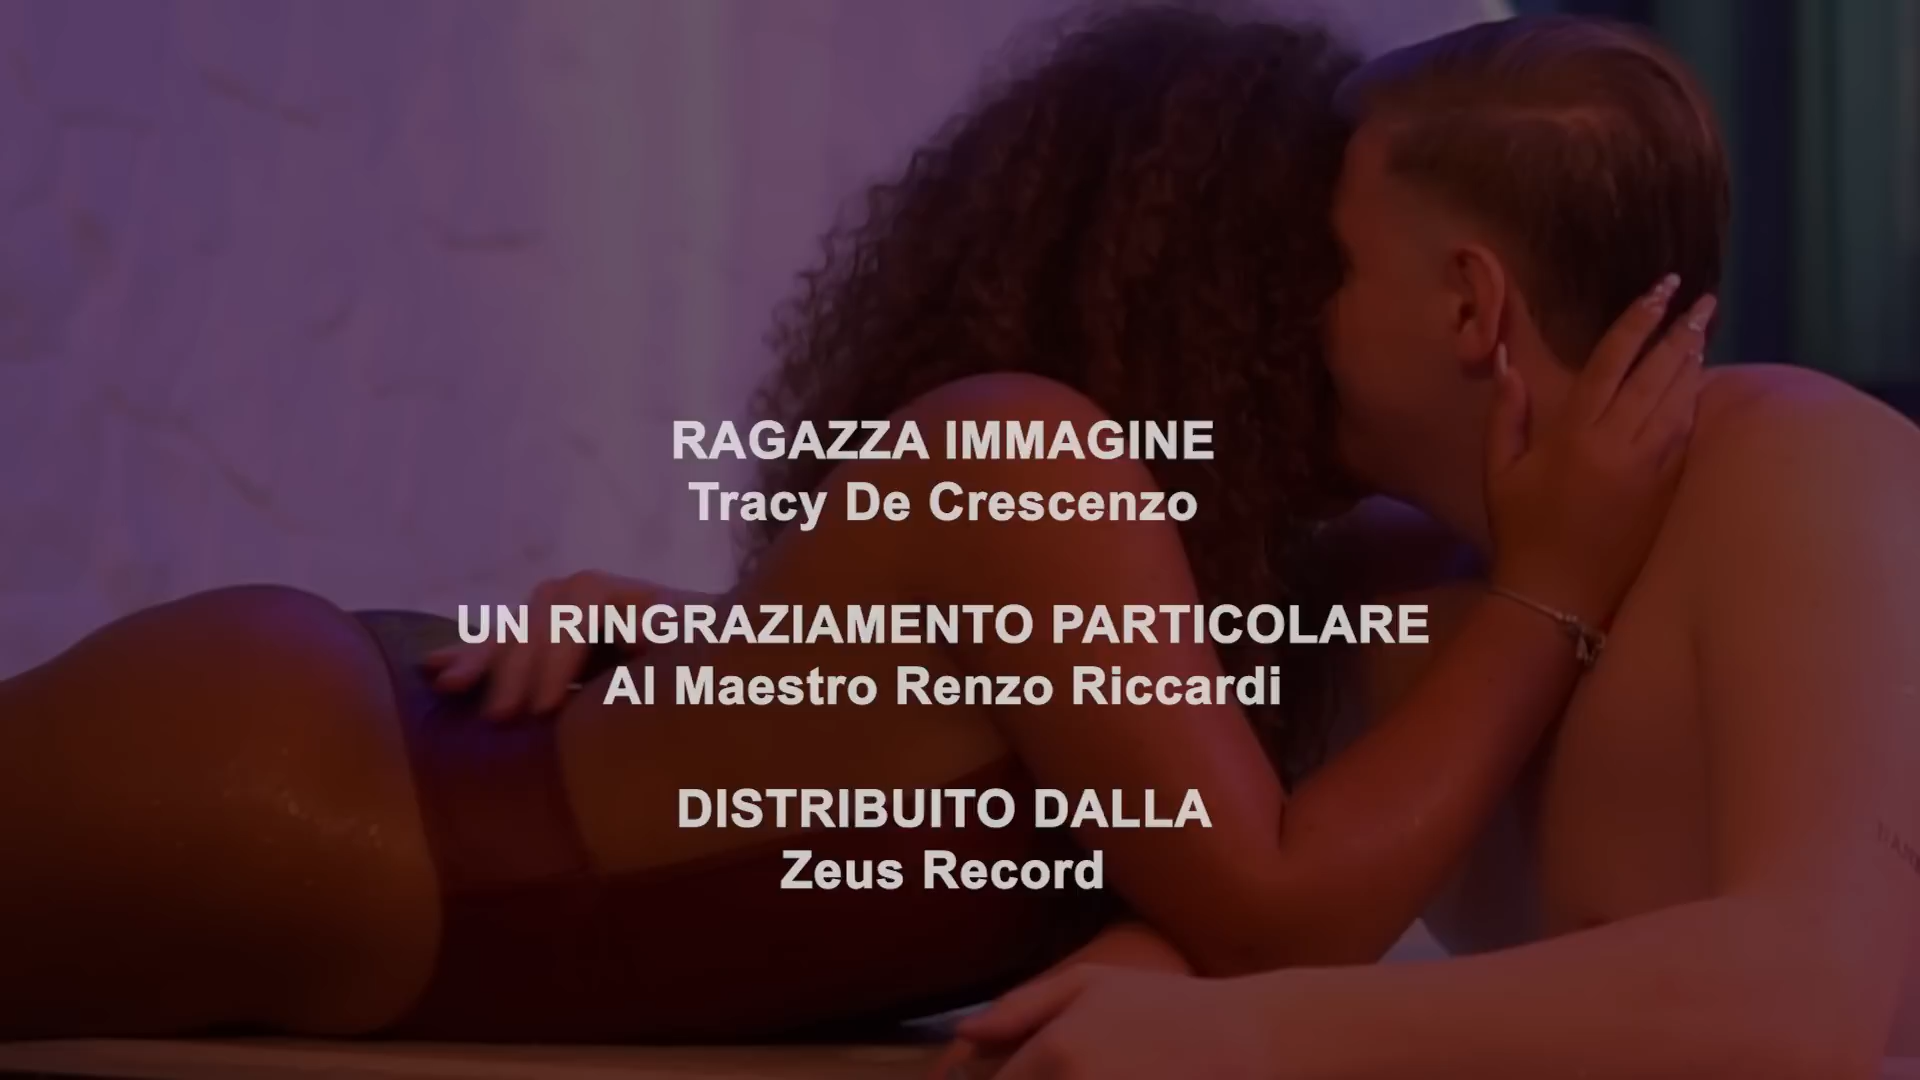 RAGAZZA IMMAGINE
Tracy De Crescenzo
UN RINGRAZIAMENTO PARTICOLARE
Al Maestro Renzo Riccardi
DISTRIBUITO DALLA
Zeus Record